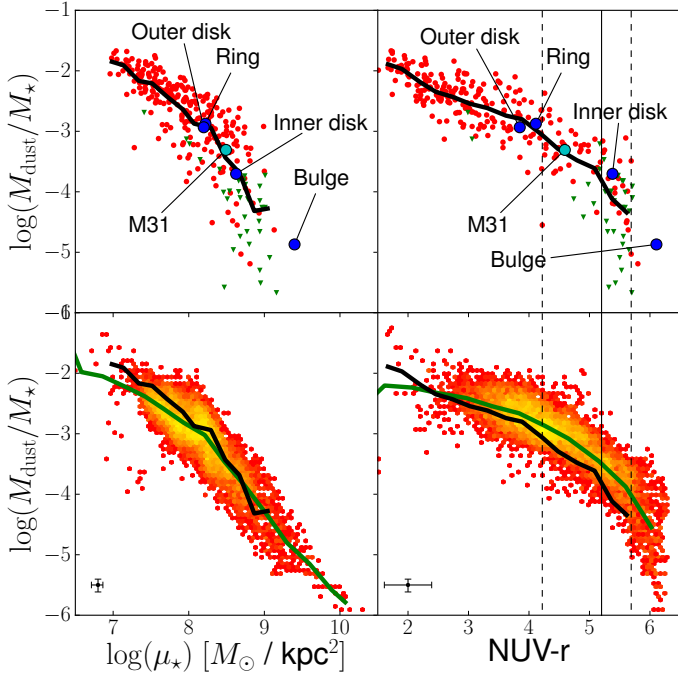 −1
−2
−3
−4
−5
−6
log(M_dust/M_⋆)
Outer disk
Ring
Inner disk
M31
Bulge
Outer disk
Ring
Inner disk
M31
Bulge
−1
−2
−3
−4
−5
−6
log(M_dust/M_⋆)
7 8 9 10
2 3 4 5 6
log(μ_⋆) [M_⊙ / kpc²]
NUV-r